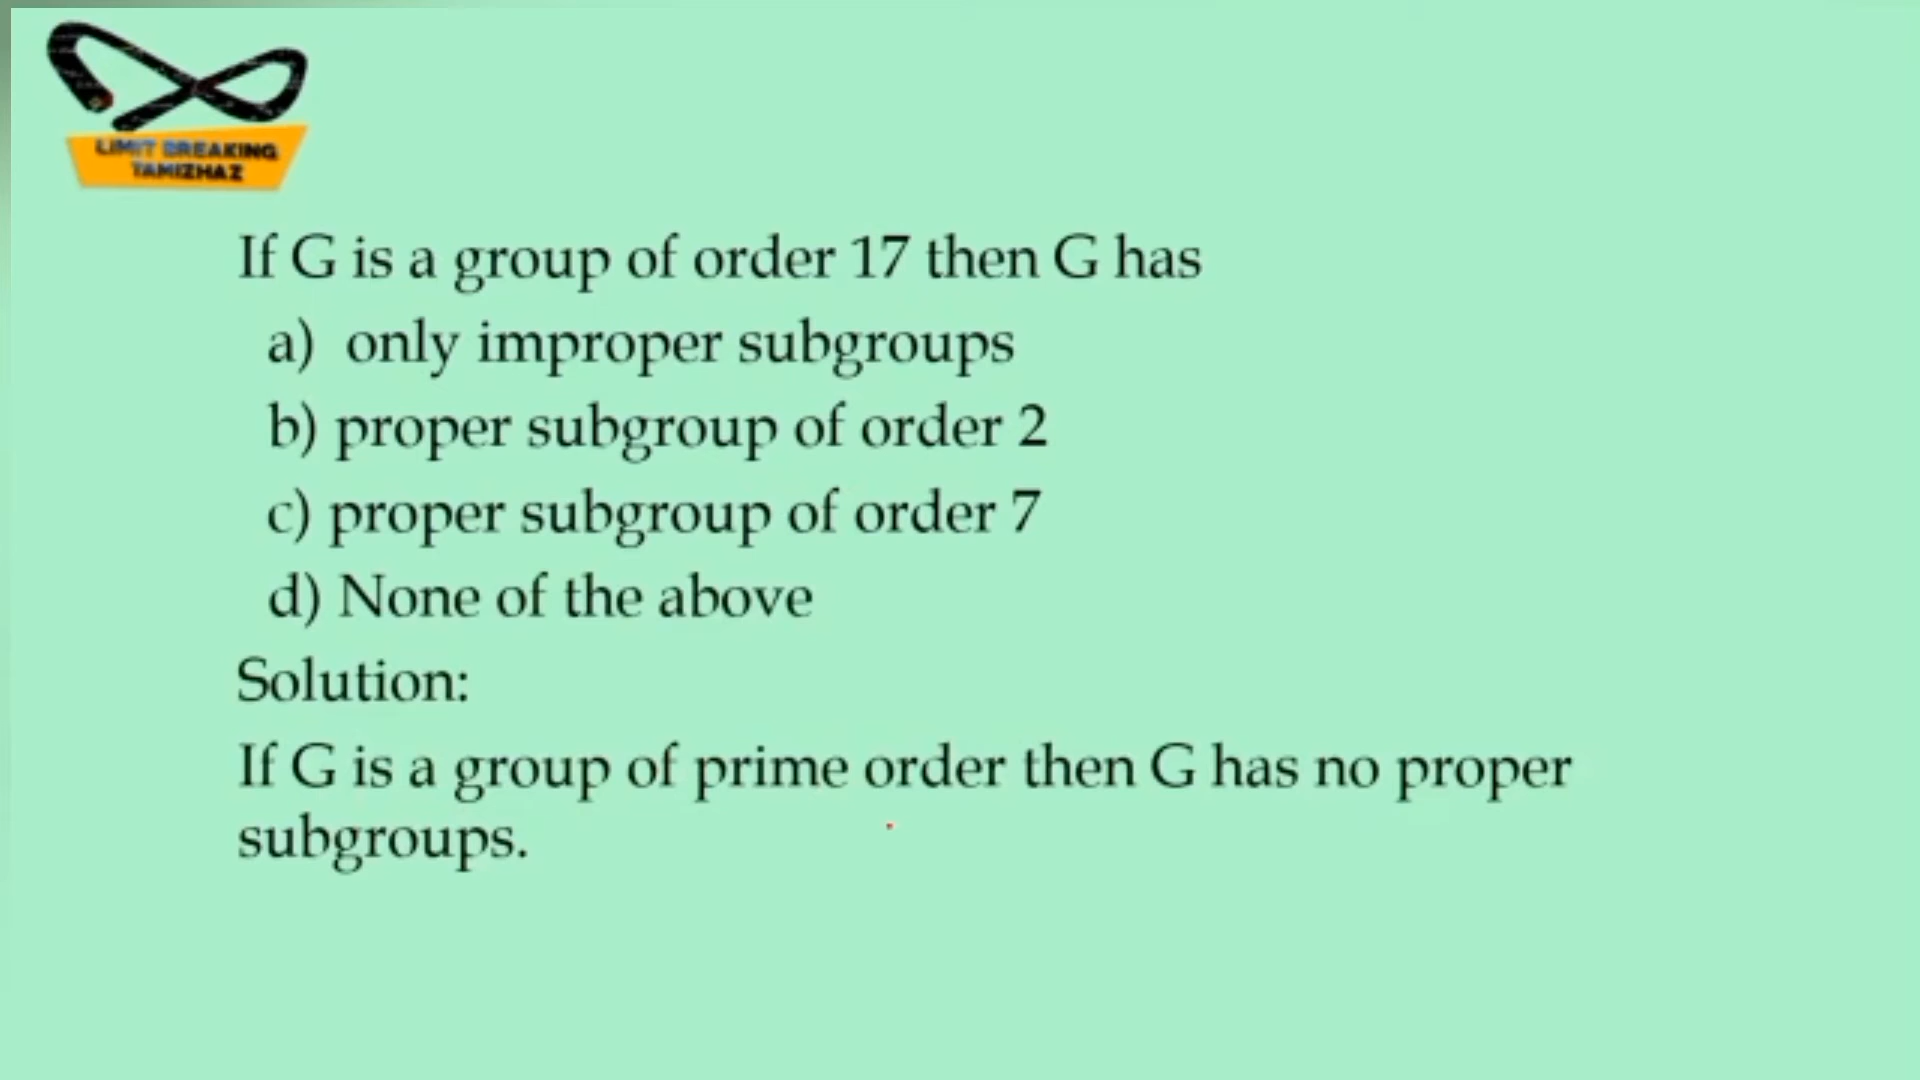 LIMIT BREAKING
TAMIZHAZ
If G is a group of order 17 then G has
a) only improper subgroups
b) proper subgroup of order 2
c) proper subgroup of order 7
d) None of the above
Solution:
If G is a group of prime order then G has no proper
subgroups.